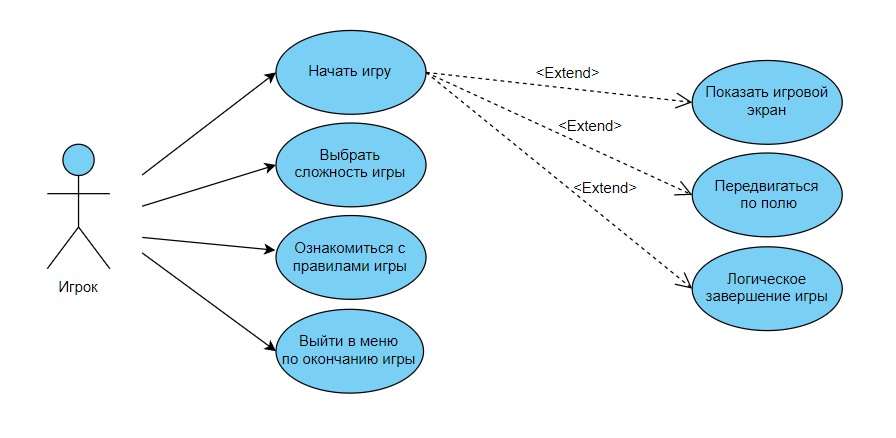 Начать игру
<Extend>
Показать игровой
экран
<Extend>
Выбрать
сложность игры
Передвигаться
по полю
<Extend>
Ознакомиться с
правилами игры
Логическое
завершение игры
Игрок
Выйти в меню
по окончанию игры